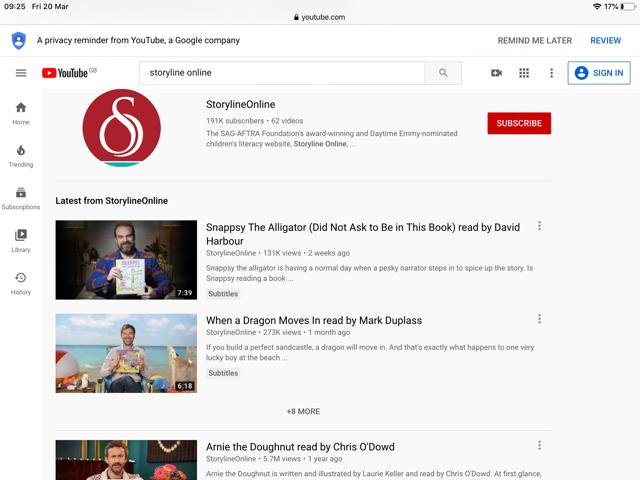 09:25 Fri 20 Mar 17%
youtube.com
A privacy reminder from YouTube, a Google company REMIND ME LATER REVIEW
YouTube GB storyline online SIGN IN
Home
Trending
Subscriptions
Library
History
StorylineOnline
191K subscribers • 62 videos
The SAG-AFTRA Foundation's award-winning and Daytime Emmy-nominated
children's literacy website, Storyline Online, ...
SUBSCRIBE
Latest from StorylineOnline
Snappsy The Alligator (Did Not Ask to Be in This Book) read by David
Harbour
StorylineOnline • 131K views • 2 weeks ago
Snappsy the alligator is having a normal day when a pesky narrator steps in to spice up the story. Is
Snappsy reading a book ...
Subtitles
7:39
When a Dragon Moves In read by Mark Duplass
StorylineOnline • 273K views • 1 month ago
If you build a perfect sandcastle, a dragon will move in. And that's exactly what happens to one very
lucky boy at the beach ...
Subtitles
6:18
+8 MORE
Arnie the Doughnut read by Chris O'Dowd
StorylineOnline • 5.7M views • 1 year ago
Arnie the Doughnut is written and illustrated by Laurie Keller and read by Chris O'Dowd. At first glance,